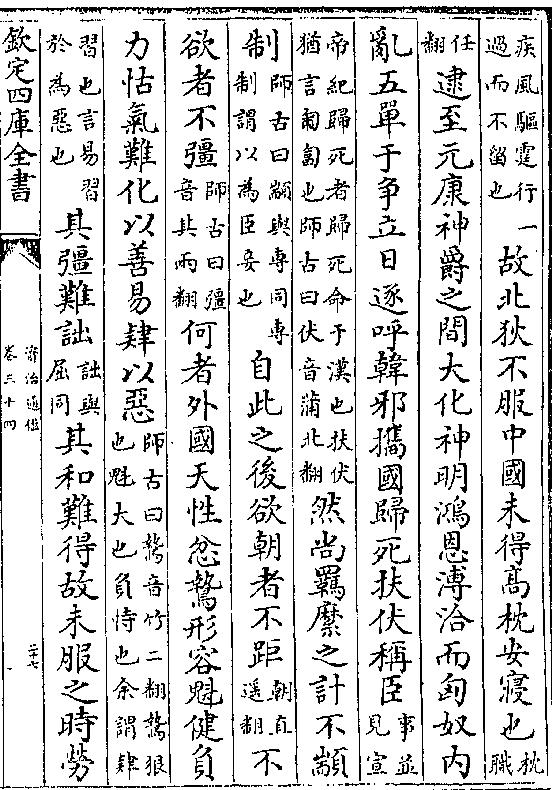 疾風驅霆行過而不留也一故北狄不服中國未得高枕安寢也枕職
任翻逮至元康神爵之間大化神明鴻恩溥洽而匈奴内
亂五單于争立日逐呼韓邪攜國歸死扶伏稱臣事並見宣
帝紀歸死者歸死命于漢也扶伏猶言匍匐也師古曰伏音蒲北翻然尚羈縻之計不顓
制師古曰顓與專同專制謂以為臣妾也自此之後欲朝者不距朝直遥翻不
欲者不彊師古曰彊音其兩翻何者外國天性忿鷙形容魁健負
力怙氣難化以善易肄以惡師古曰鷙音竹二翻鷙狠也魁大也負恃也余謂肄
習也言易習於為惡也其彊難詘詘與屈同其和難得故未服之時勞
欽定四庫全書
資治通鑑
卷三十四
二十七